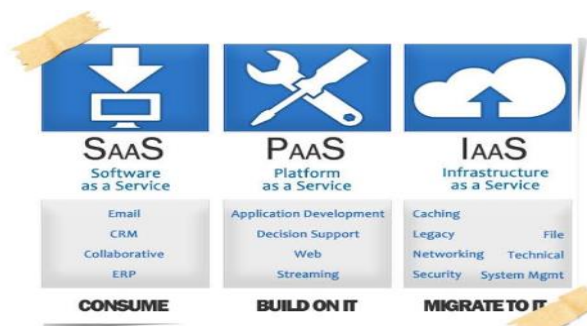 SAAS
Software
as a Service
Email
CRM
Collaborative
ERP
CONSUME
PAAS
Platform
as a Service
Application Development
Decision Support
Web
Streaming
BUILD ON IT
IAAS
Infrastructure
as a Service
Caching
Legacy File
Networking Technical
Security System Mgmt
MIGRATE TO IT